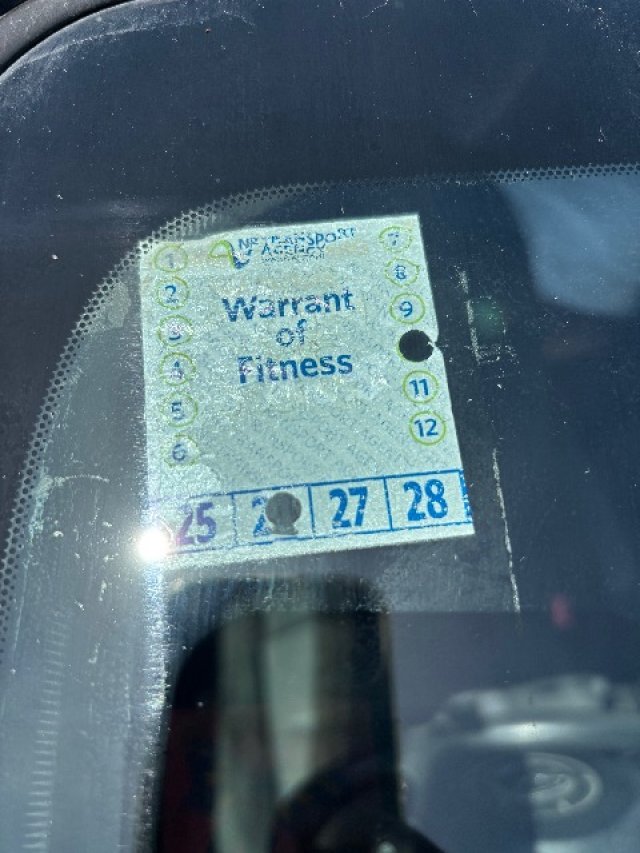 1 NZ TRANSPORT 7
AGENCY
2 8
Warrant
3 9
of
4
Fitness
5 11
6 12
25 27 28